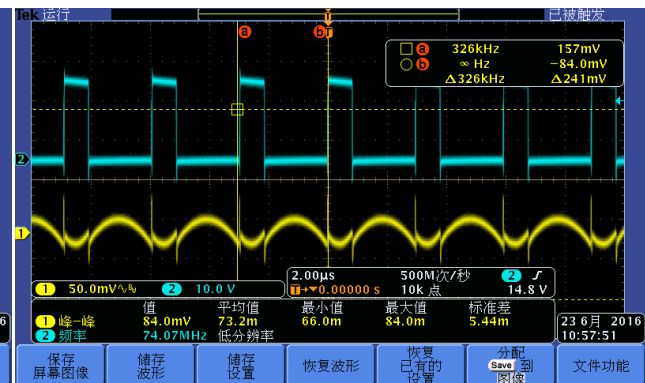 Tek 运行 已被触发
T
a b T
a 326kHz 157mV
b ∞ Hz −84.0mV
Δ326kHz Δ241mV
2
1
1 50.0mV 2 10.0 V
2.00µs 500M次/秒 2
T→▼0.00000 s 10k 点 14.8 V
值 平均值 最小值 最大值 标准差
1 峰−峰 84.0mV 73.2m 66.0m 84.0m 5.44m
2 频率 74.07MHz 低分辨率
23 6月 2016
10:57:51
6
保存
屏幕图像
储存
波形
储存
设置
恢复波形
恢复
已有的
设置
分配
Save 到
图像
文件功能